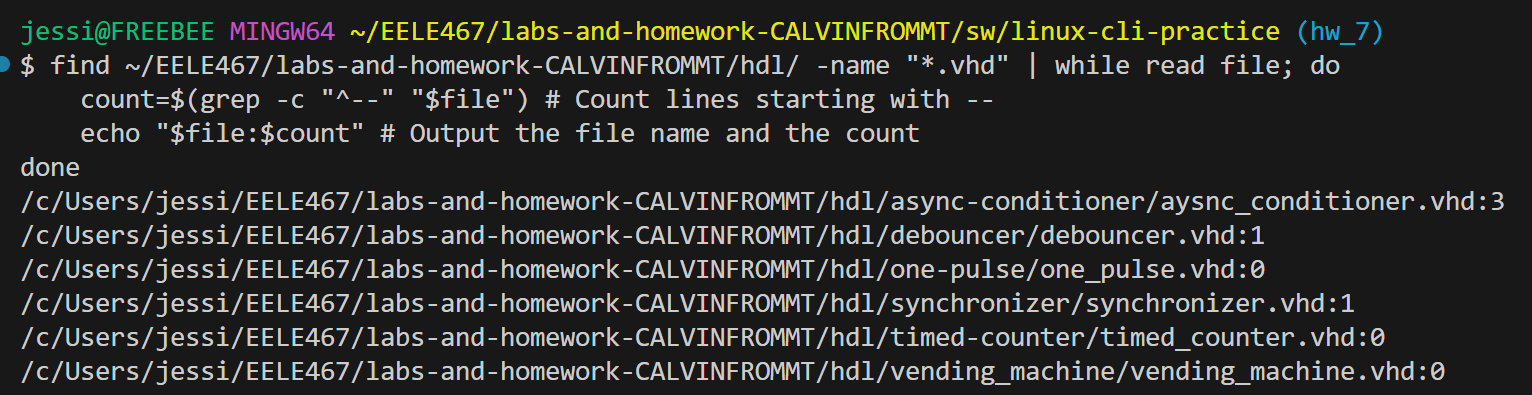 jessi@FREEBEE MINGW64 ~/EELE467/labs-and-homework-CALVINFROMMT/sw/linux-cli-practice (hw_7)
$ find ~/EELE467/labs-and-homework-CALVINFROMMT/hdl/ -name "*.vhd" | while read file; do
    count=$(grep -c "^--" "$file") # Count lines starting with --
    echo "$file:$count" # Output the file name and the count
done
/c/Users/jessi/EELE467/labs-and-homework-CALVINFROMMT/hdl/async-conditioner/aysnc_conditioner.vhd:3
/c/Users/jessi/EELE467/labs-and-homework-CALVINFROMMT/hdl/debouncer/debouncer.vhd:1
/c/Users/jessi/EELE467/labs-and-homework-CALVINFROMMT/hdl/one-pulse/one_pulse.vhd:0
/c/Users/jessi/EELE467/labs-and-homework-CALVINFROMMT/hdl/synchronizer/synchronizer.vhd:1
/c/Users/jessi/EELE467/labs-and-homework-CALVINFROMMT/hdl/timed-counter/timed_counter.vhd:0
/c/Users/jessi/EELE467/labs-and-homework-CALVINFROMMT/hdl/vending_machine/vending_machine.vhd:0